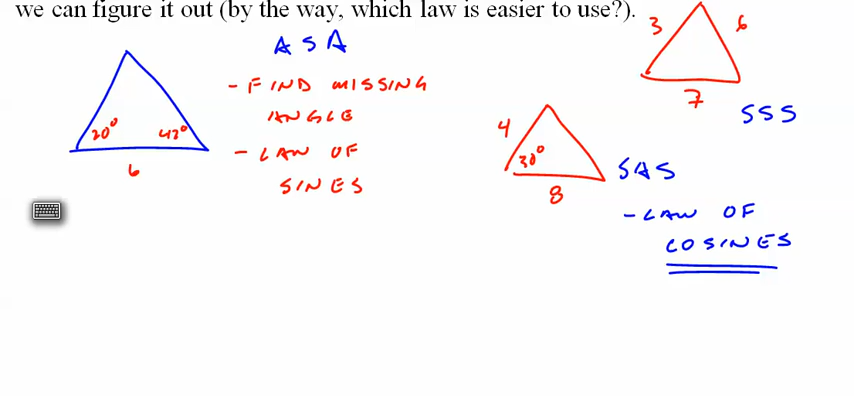 we can figure it out (by the way, which law is easier to use?).
ASA
- FIND MISSING
ANGLE
- LAW OF
SINES
20°
42°
6
3
6
7
SSS
4
30°
8
SAS
- LAW OF
COSINES